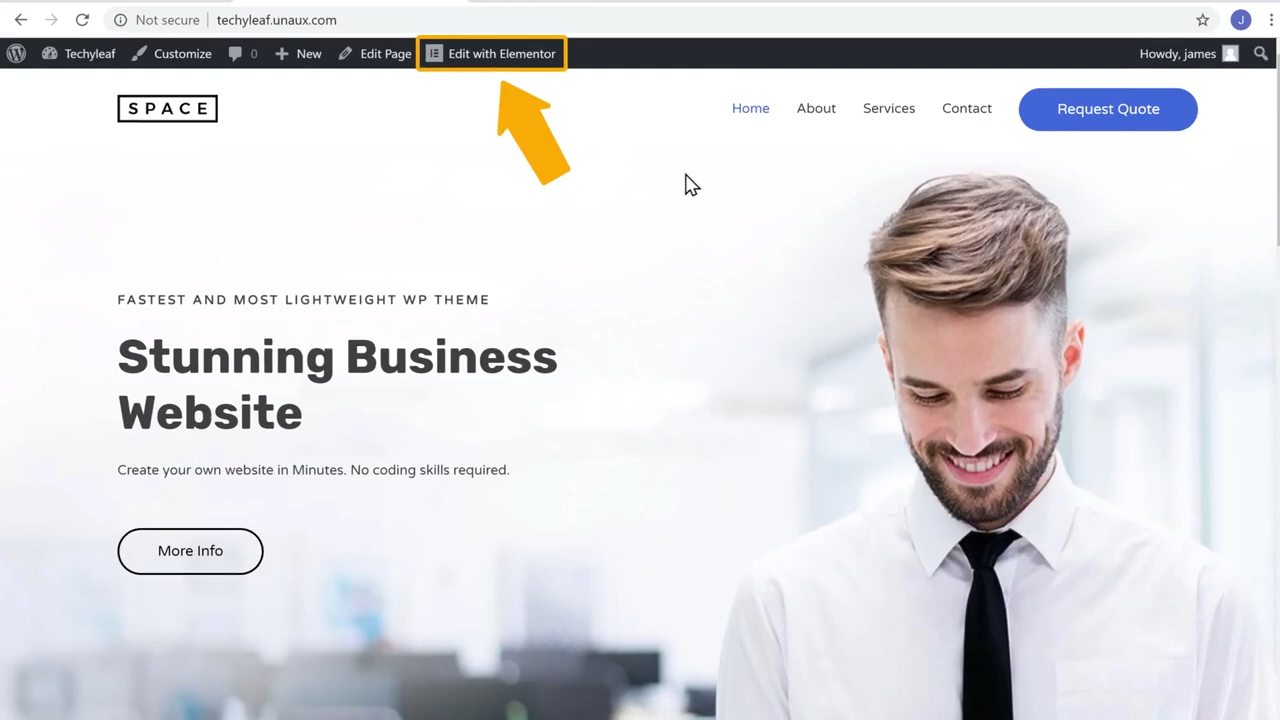 Not secure techyleaf.unaux.com J
Techyleaf Customize 0 New Edit Page Edit with Elementor Howdy, james
SPACE Home About Services Contact Request Quote
FASTEST AND MOST LIGHTWEIGHT WP THEME
Stunning Business
Website
Create your own website in Minutes. No coding skills required.
More Info